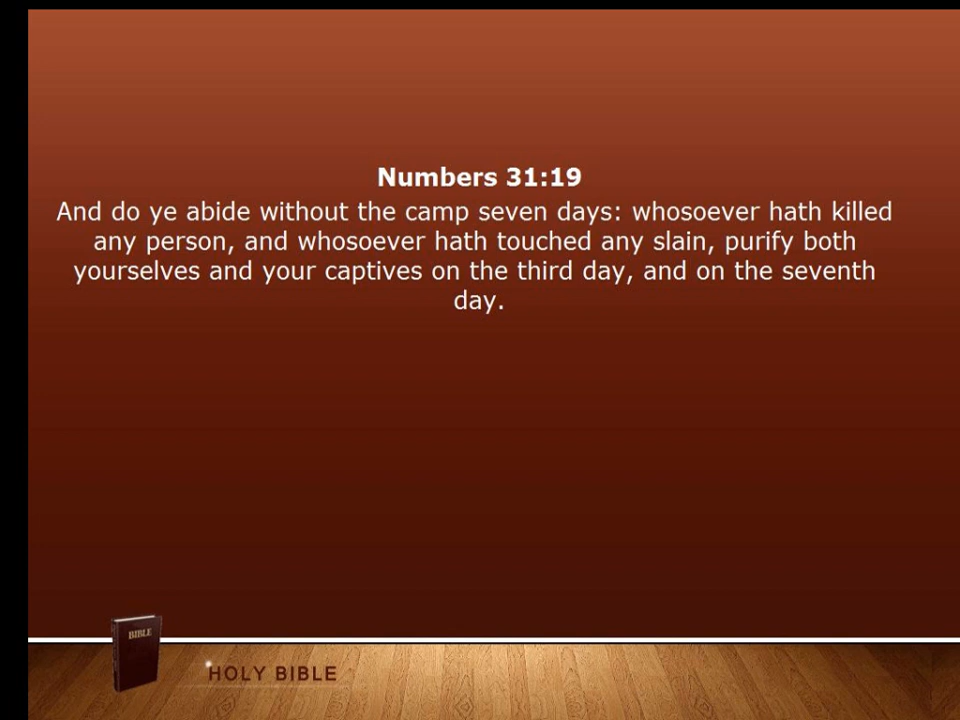 Numbers 31:19
And do ye abide without the camp seven days: whosoever hath killed
any person, and whosoever hath touched any slain, purify both
yourselves and your captives on the third day, and on the seventh
day.
BIBLE
HOLY BIBLE